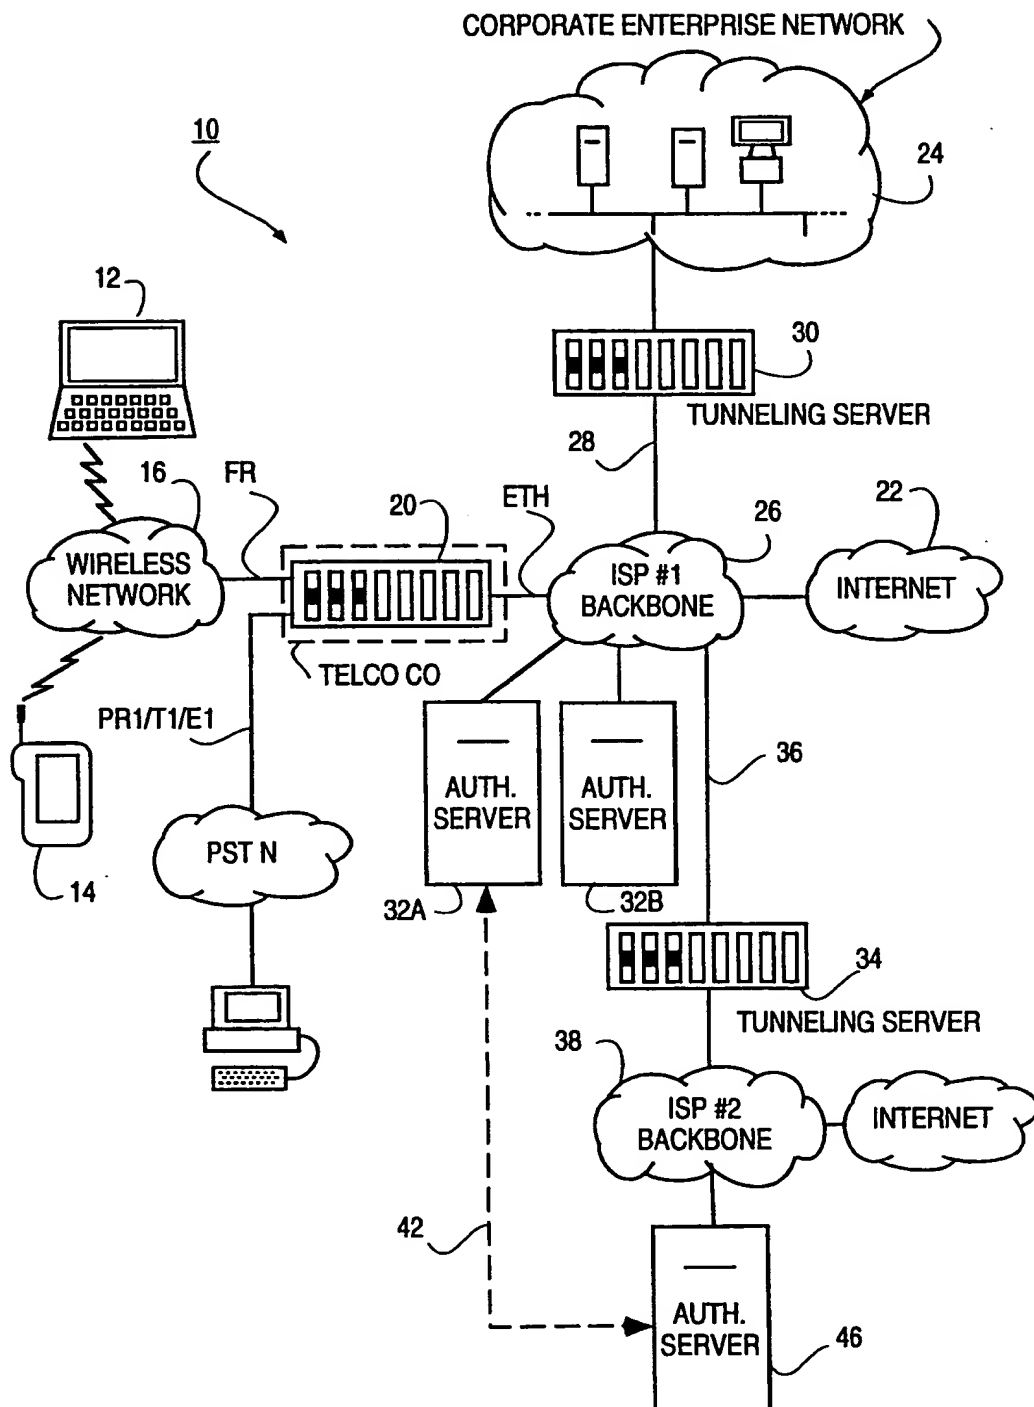 CORPORATE ENTERPRISE NETWORK
10
24
12
30
TUNNELING SERVER
28
16
FR
20
ETH
26
22
WIRELESS
NETWORK
ISP #1
BACKBONE
INTERNET
TELCO CO
PR1/T1/E1
36
AUTH.
SERVER
AUTH.
SERVER
PST N
14
32A
32B
34
TUNNELING SERVER
38
ISP #2
BACKBONE
INTERNET
42
AUTH.
SERVER
46